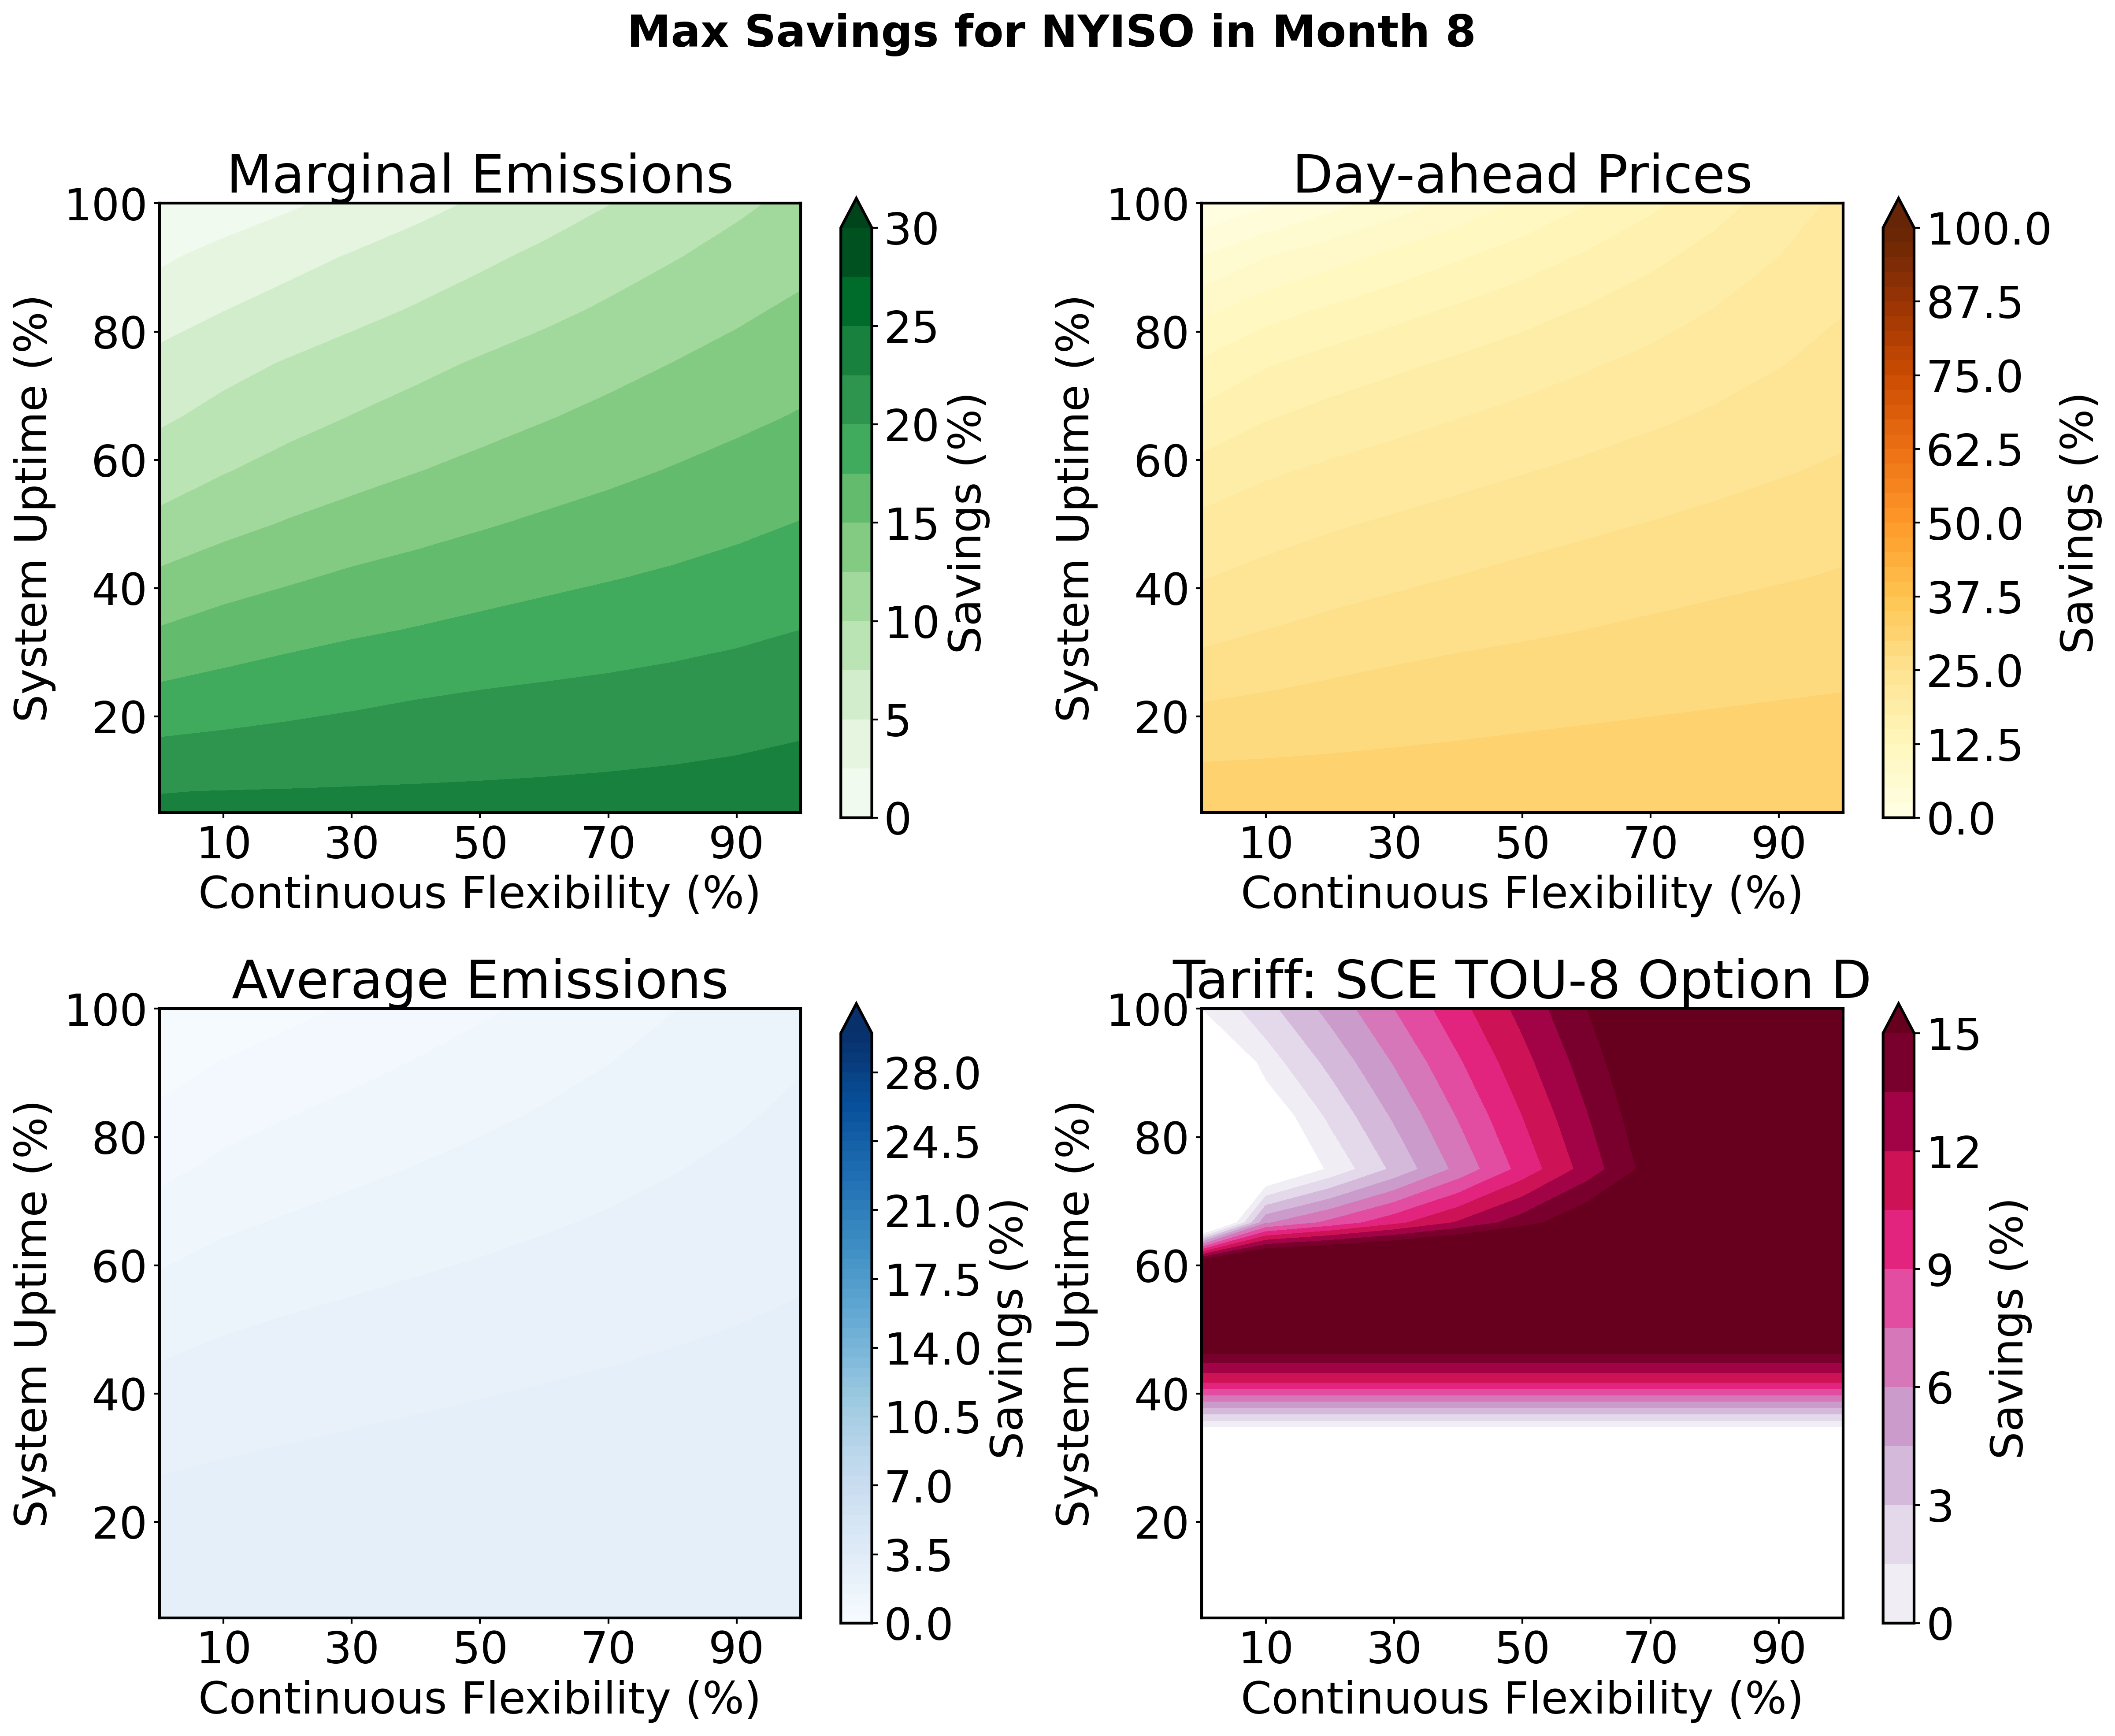 Max Savings for NYISO in Month 8
Marginal Emissions
100
80
60
40
20
System Uptime (%)
10 30 50 70 90
Continuous Flexibility (%)
30
25
20
15
10
5
0
Savings (%)
Day-ahead Prices
100
80
60
40
20
System Uptime (%)
10 30 50 70 90
Continuous Flexibility (%)
100.0
87.5
75.0
62.5
50.0
37.5
25.0
12.5
0.0
Savings (%)
Average Emissions
100
80
60
40
20
System Uptime (%)
10 30 50 70 90
Continuous Flexibility (%)
28.0
24.5
21.0
17.5
14.0
10.5
7.0
3.5
0.0
Savings (%)
Tariff: SCE TOU-8 Option D
100
80
60
40
20
System Uptime (%)
10 30 50 70 90
Continuous Flexibility (%)
15
12
9
6
3
0
Savings (%)